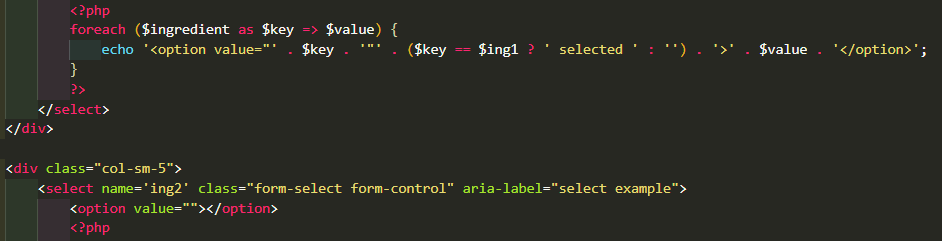 <?php
foreach ($ingredient as $key => $value) {
echo '<option value="' . $key . '"' . ($key == $ing1 ? ' selected ' : '') . '>' . $value . '</option>';
}
?>
</select>
</div>
<div class="col-sm-5">
<select name='ing2' class="form-select form-control" aria-label="select example">
<option value=""></option>
<?php